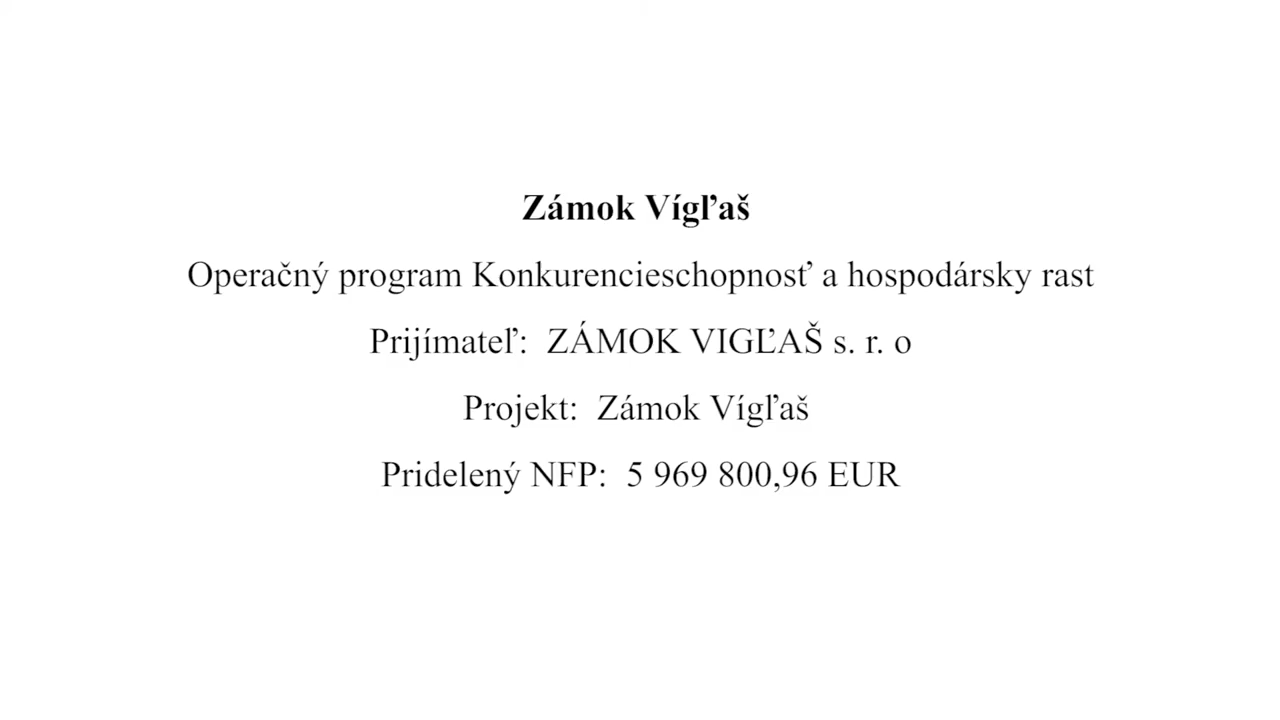 Zámok Vígľaš
Operačný program Konkurencieschopnosť a hospodársky rast
Prijímateľ: ZÁMOK VIGĽAŠ s. r. o
Projekt: Zámok Vígľaš
Pridelený NFP: 5 969 800,96 EUR